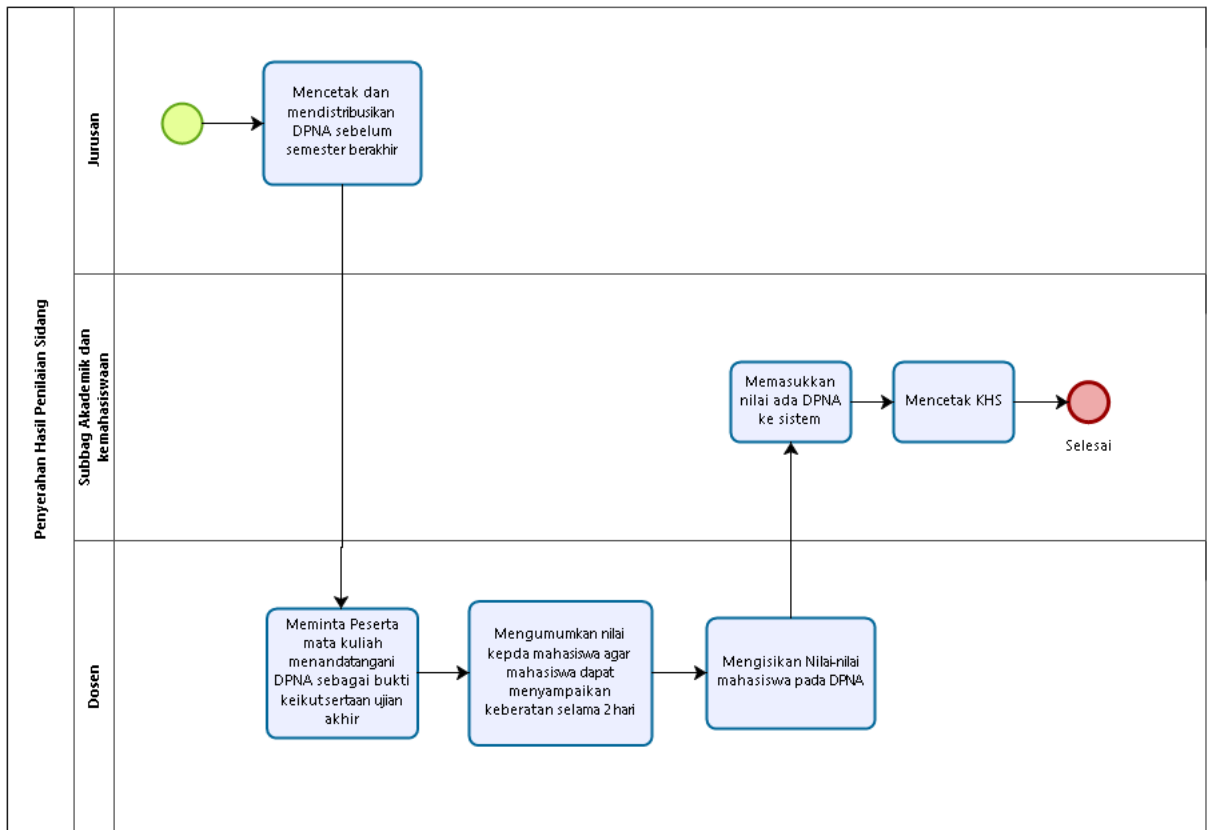 Penyerahan Hasil Penilaian Sidang
Jurusan
Mencetak dan
mendistribusikan
DPNA sebelum
semester berakhir
Subbag Akademik dan
kemahasiswaan
Memasukkan
nilai ada DPNA
ke sistem
Mencetak KHS
Selesai
Dosen
Meminta Peserta
mata kuliah
menandatangani
DPNA sebagai bukti
keikutsertaan ujian
akhir
Mengumumkan nilai
kepda mahasiswa agar
mahasiswa dapat
menyampaikan
keberatan selama 2 hari
Mengisikan Nilai-nilai
mahasiswa pada DPNA